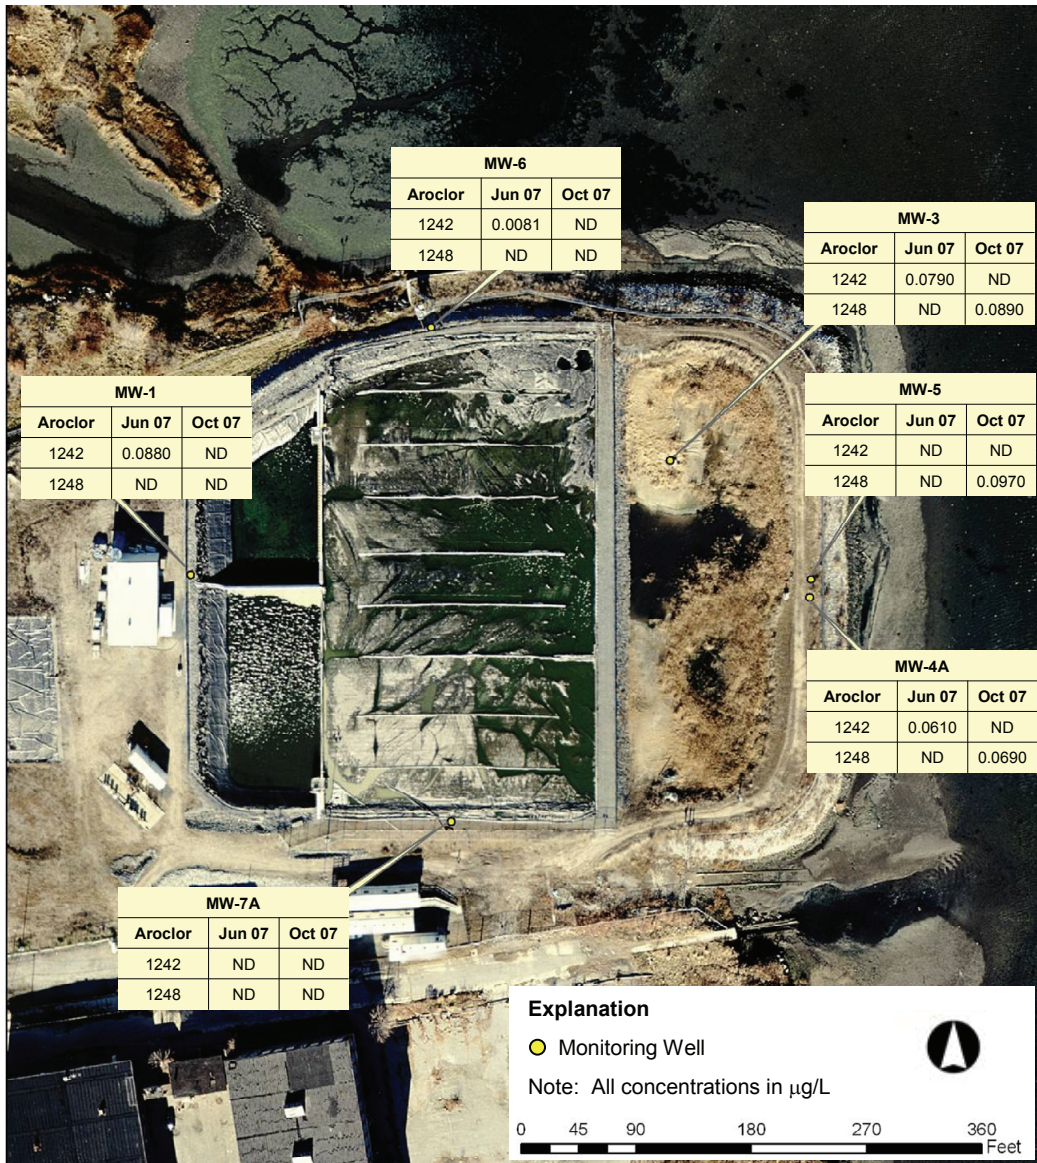 MW-6
Aroclor Jun 07 Oct 07
1242 0.0081 ND
1248 ND ND
MW-3
Aroclor Jun 07 Oct 07
1242 0.0790 ND
1248 ND 0.0890
MW-1
Aroclor Jun 07 Oct 07
1242 0.0880 ND
1248 ND ND
MW-5
Aroclor Jun 07 Oct 07
1242 ND ND
1248 ND 0.0970
MW-4A
Aroclor Jun 07 Oct 07
1242 0.0610 ND
1248 ND 0.0690
MW-7A
Aroclor Jun 07 Oct 07
1242 ND ND
1248 ND ND
Explanation
Monitoring Well
Note: All concentrations in μg/L
0 45 90 180 270 360
Feet